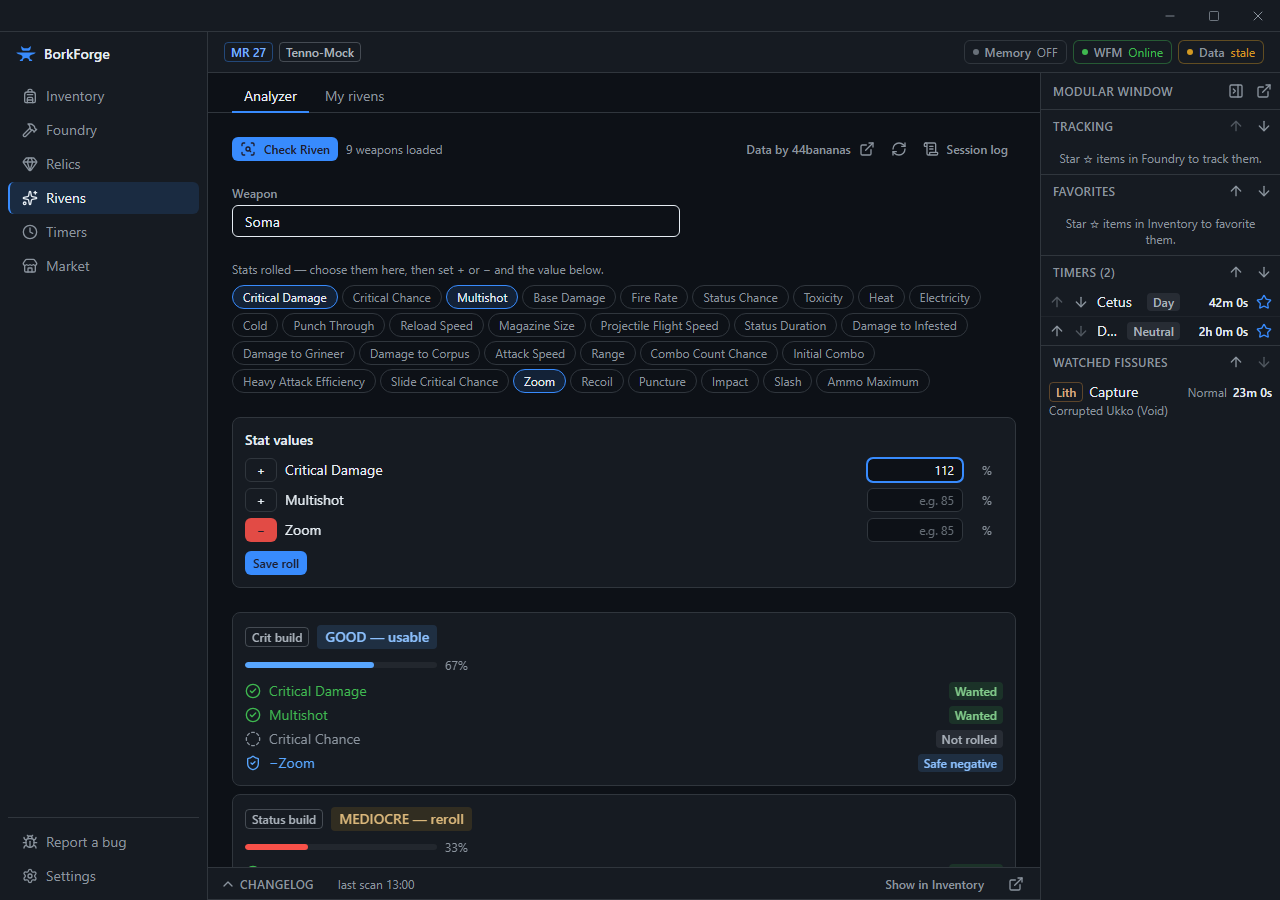 BorkForge
MR 27 Tenno-Mock
Memory OFF WFM Online Data stale
Inventory
Foundry
Relics
Rivens
Timers
Market
Report a bug
Settings
Analyzer My rivens
Check Riven 9 weapons loaded Data by 44bananas Session log
Weapon
Soma
Stats rolled — choose them here, then set + or − and the value below.
Critical Damage Critical Chance Multishot Base Damage Fire Rate Status Chance Toxicity Heat Electricity
Cold Punch Through Reload Speed Magazine Size Projectile Flight Speed Status Duration Damage to Infested
Damage to Grineer Damage to Corpus Attack Speed Range Combo Count Chance Initial Combo
Heavy Attack Efficiency Slide Critical Chance Zoom Recoil Puncture Impact Slash Ammo Maximum
Stat values
+ Critical Damage 112 %
+ Multishot e.g. 85 %
− Zoom e.g. 85 %
Save roll
Crit build GOOD — usable
67%
Critical Damage Wanted
Multishot Wanted
Critical Chance Not rolled
−Zoom Safe negative
Status build MEDIOCRE — reroll
33%
CHANGELOG last scan 13:00 Show in Inventory
MODULAR WINDOW
TRACKING
Star ☆ items in Foundry to track them.
FAVORITES
Star ☆ items in Inventory to favorite
them.
TIMERS (2)
Cetus Day 42m 0s
D... Neutral 2h 0m 0s
WATCHED FISSURES
Lith Capture Normal 23m 0s
Corrupted Ukko (Void)